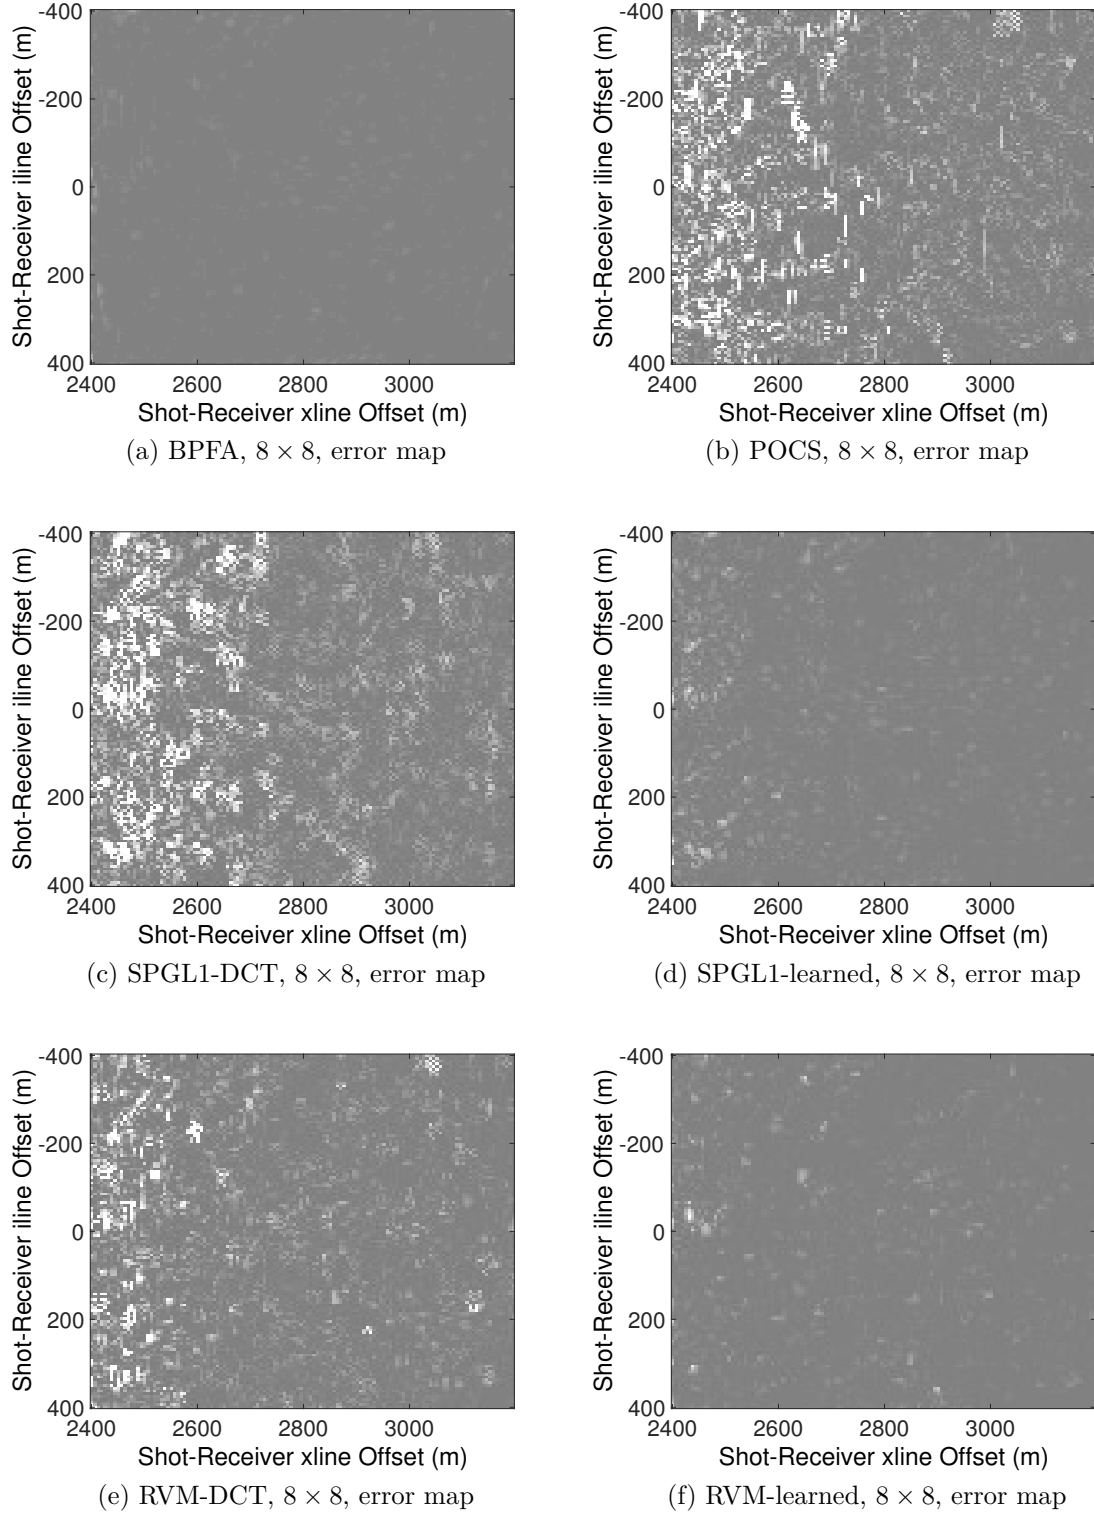 -400
-200
0
200
400
2400 2600 2800 3000
Shot-Receiver iline Offset (m)
Shot-Receiver xline Offset (m)
(a) BPFA, 8 × 8, error map
-400
-200
0
200
400
2400 2600 2800 3000
Shot-Receiver iline Offset (m)
Shot-Receiver xline Offset (m)
(b) POCS, 8 × 8, error map
-400
-200
0
200
400
2400 2600 2800 3000
Shot-Receiver iline Offset (m)
Shot-Receiver xline Offset (m)
(c) SPGL1-DCT, 8 × 8, error map
-400
-200
0
200
400
2400 2600 2800 3000
Shot-Receiver iline Offset (m)
Shot-Receiver xline Offset (m)
(d) SPGL1-learned, 8 × 8, error map
-400
-200
0
200
400
2400 2600 2800 3000
Shot-Receiver iline Offset (m)
Shot-Receiver xline Offset (m)
(e) RVM-DCT, 8 × 8, error map
-400
-200
0
200
400
2400 2600 2800 3000
Shot-Receiver iline Offset (m)
Shot-Receiver xline Offset (m)
(f) RVM-learned, 8 × 8, error map